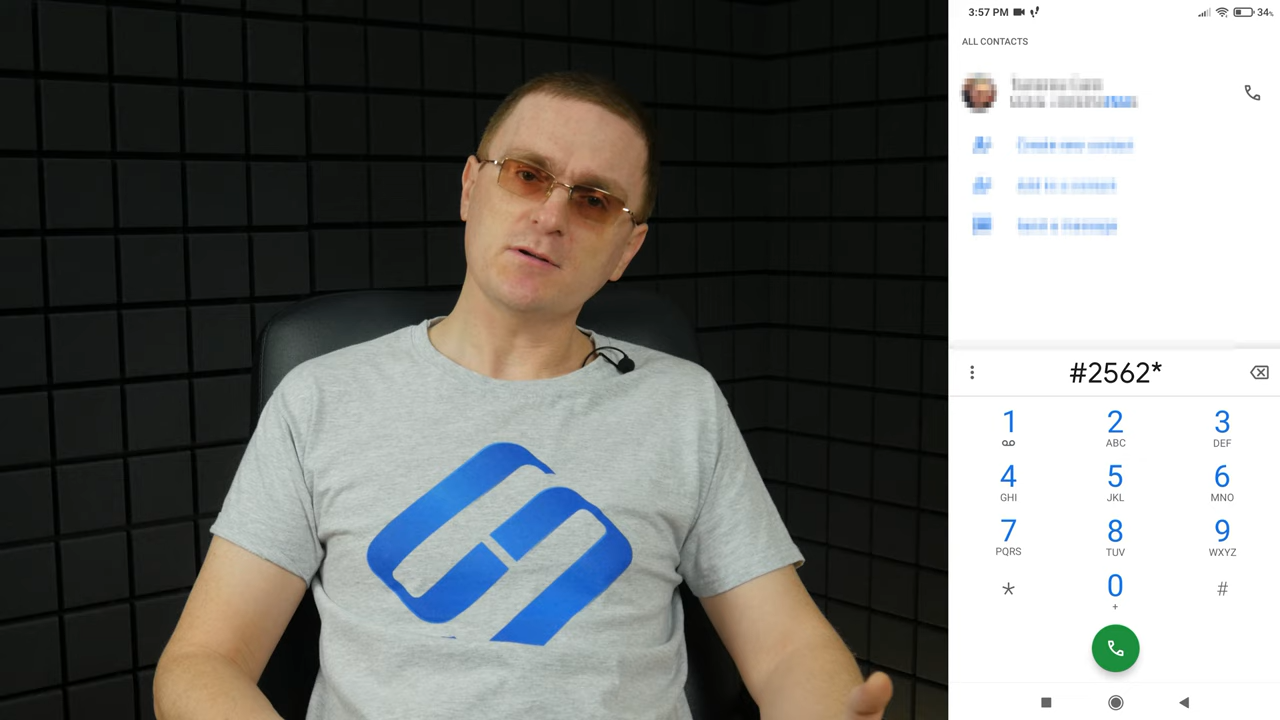 3:57 PM
34%
ALL CONTACTS
#2562*
1 2 3
ABC DEF
4 5 6
GHI JKL MNO
7 8 9
PQRS TUV WXYZ
* 0 #
+